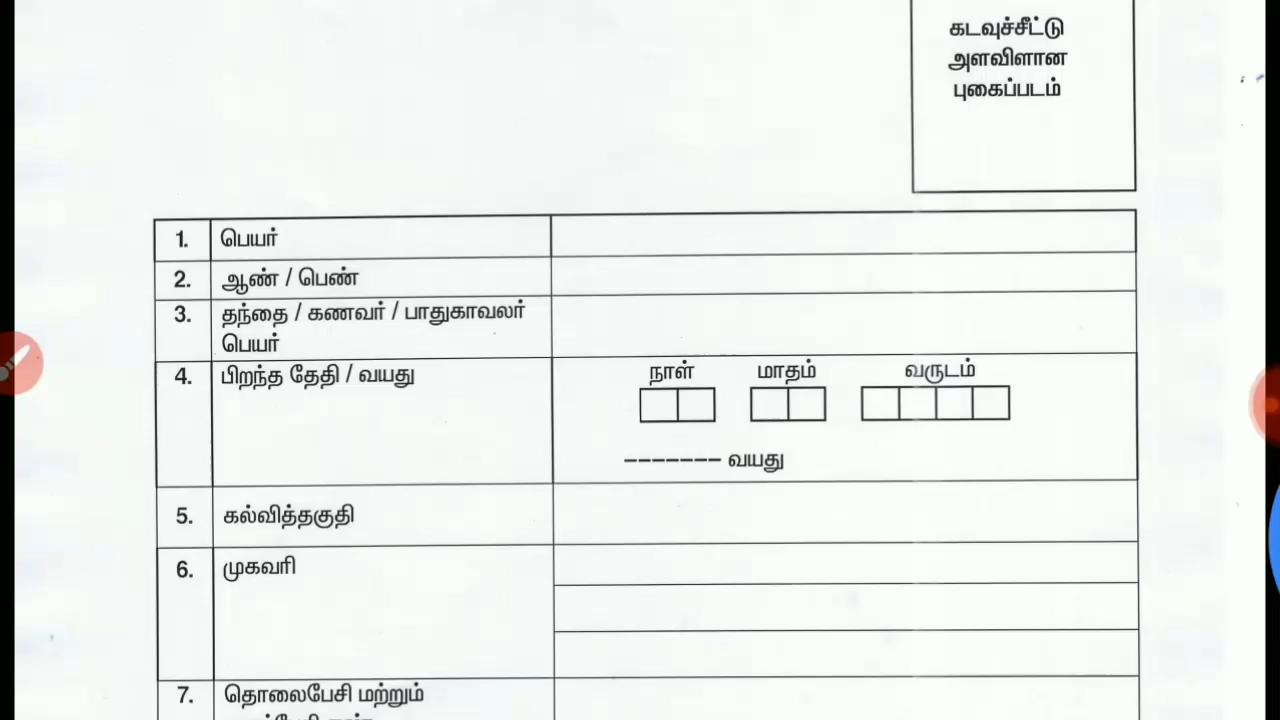 கடவுச்சீட்டு
அளவிளான
புகைப்படம்
1. பெயர்
2. ஆண் / பெண்
3. தந்தை / கணவர் / பாதுகாவலர்
பெயர்
4. பிறந்த தேதி / வயது
நாள் மாதம் வருடம்
------- வயது
5. கல்வித்தகுதி
6. முகவரி
7. தொலைபேசி மற்றும்